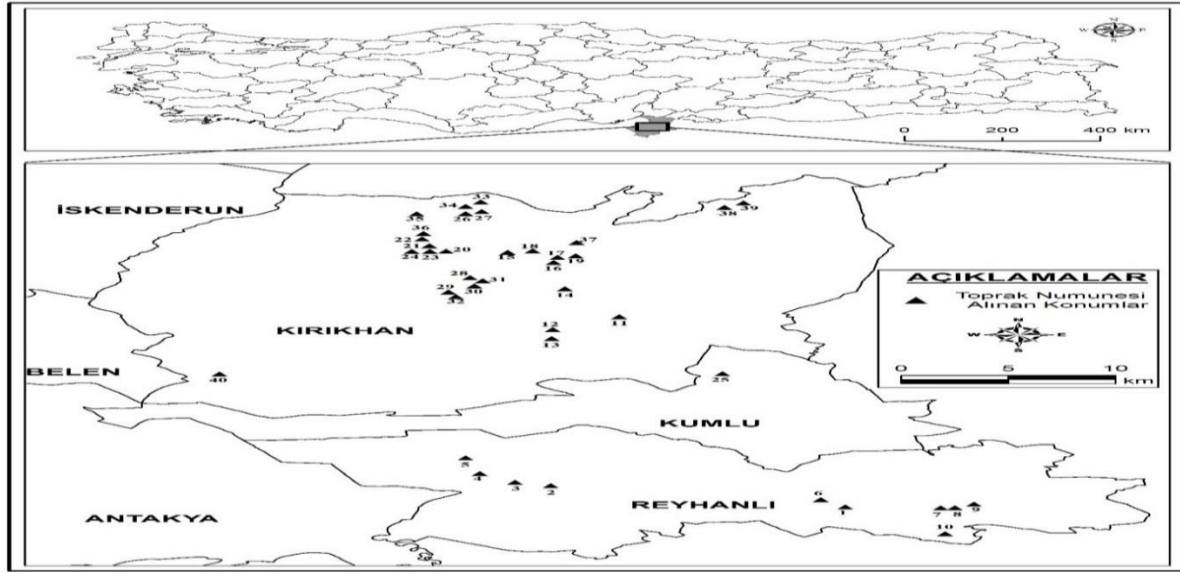 N
W E
S
0 200 400 km
İSKENDERUN
33
34
38 39
35 26 27
36
22
21 37
24 23 20 15 18 17 19
16
28 31
29 30
32
14
AÇIKLAMALAR
Toprak Numunesi
Alınan Konumlar
N
W E
S
0 5 10
km
11
KIRIKHAN
12
13
BELEN
40
25
KUMLU
5
4
3 2
6
REYHANLI
1
7 8 9
10
ANTAKYA